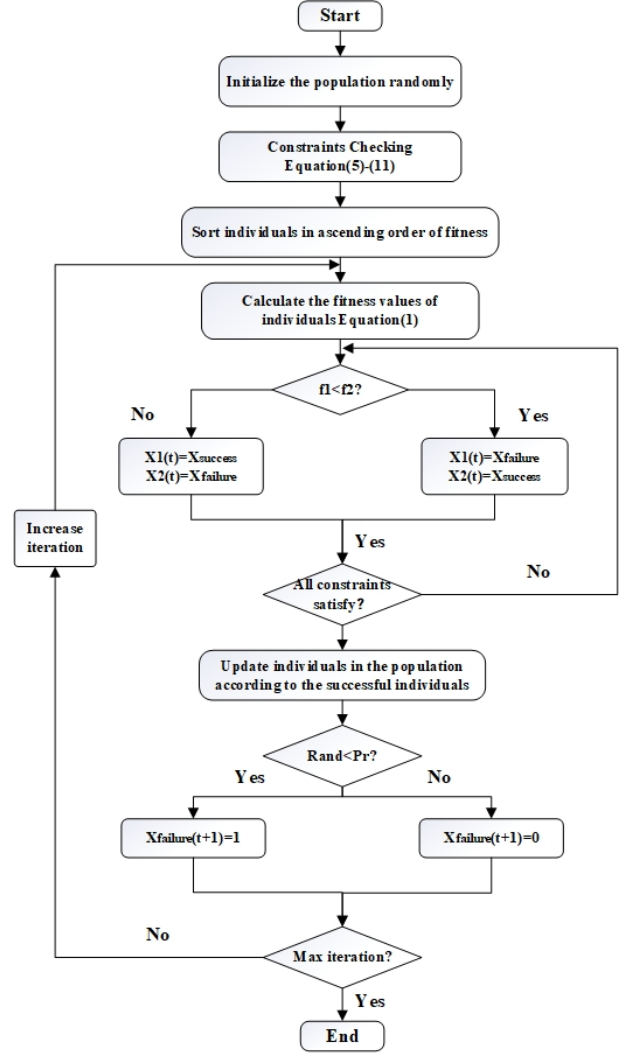 Start
Initialize the population randomly
Constraints Checking
Equation(5)-(11)
Sort individuals in ascending order of fitness
Calculate the fitness values of
individuals Equation(1)
f1<f2?
No
Yes
X1(t)=Xsuccess
X2(t)=Xfailure
X1(t)=Xfailure
X2(t)=Xsuccess
Increase
iteration
Yes
No
All constraints
satisfy?
Update individuals in the population
according to the successful individuals
Rand<Pr?
Yes
No
Xfailure(t+1)=1
Xfailure(t+1)=0
No
Max iteration?
Yes
End